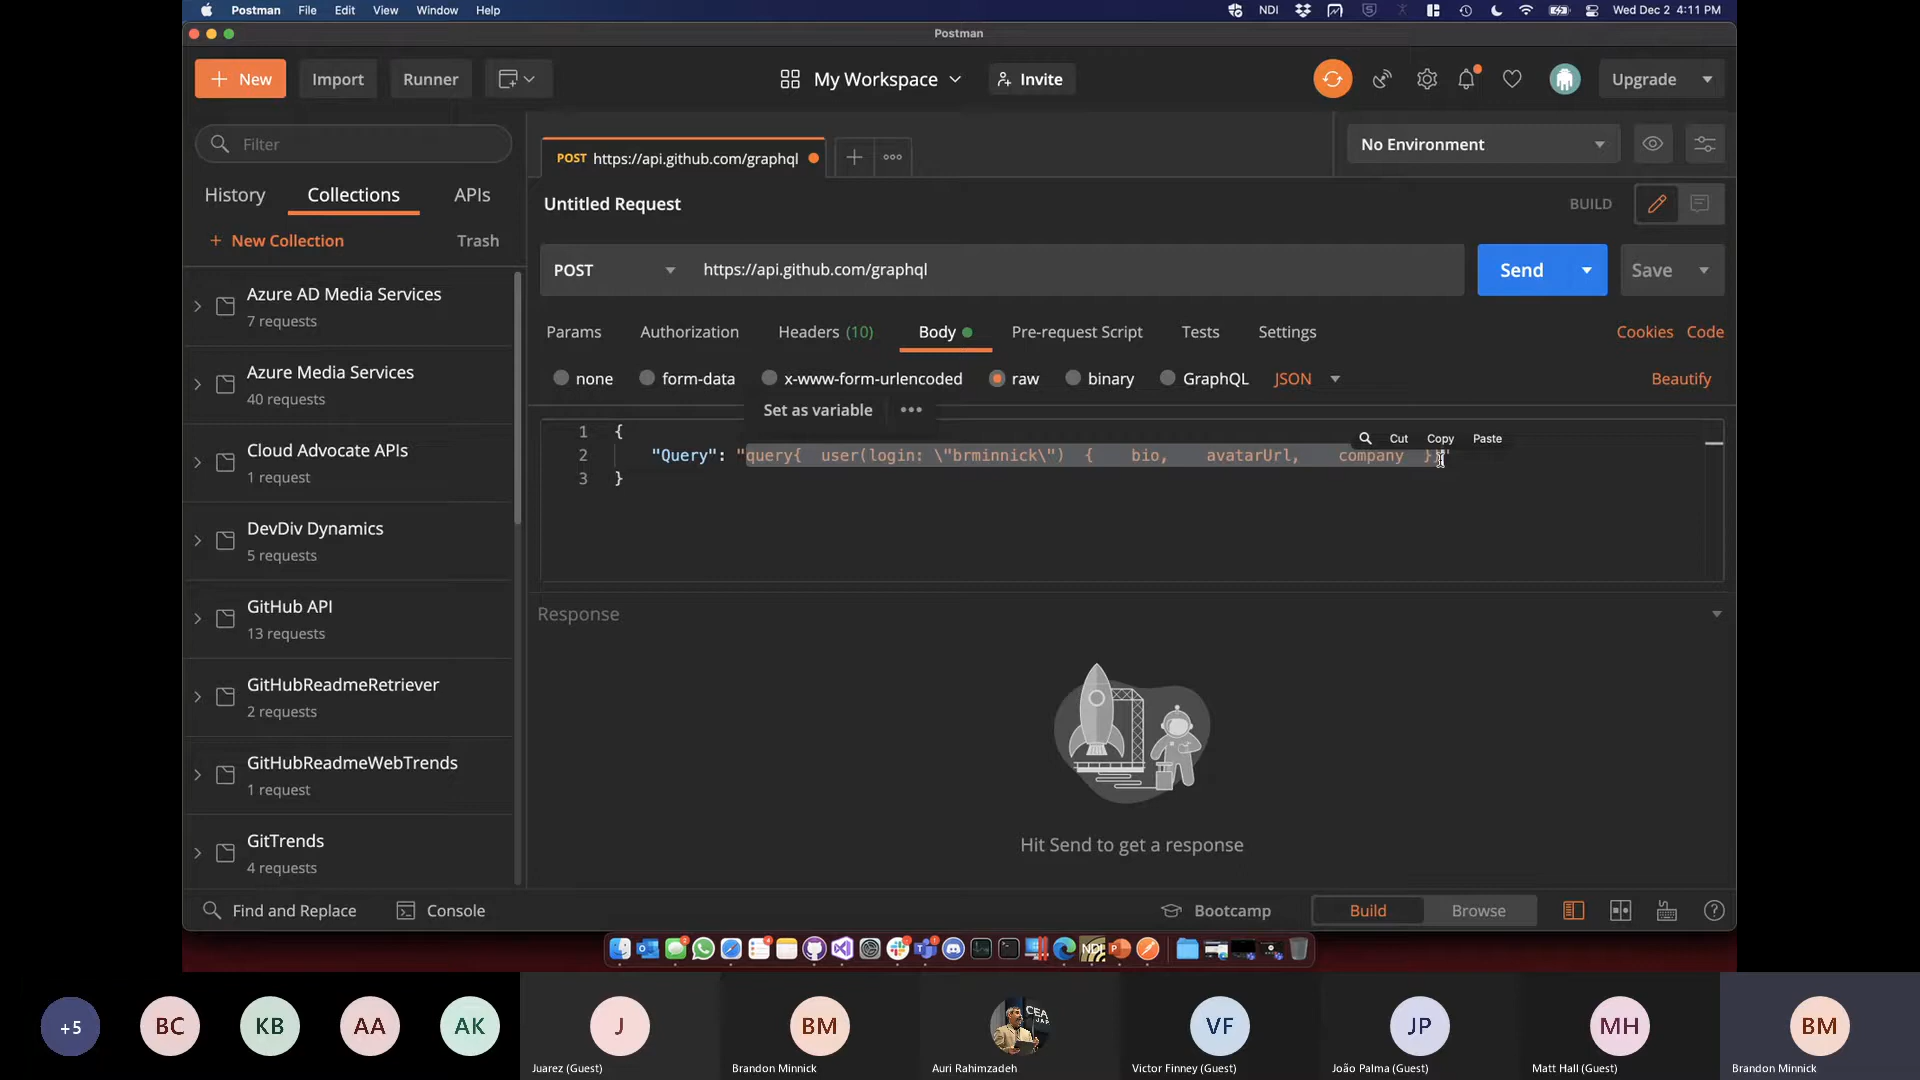 Postman File Edit View Window Help NDI Wed Dec 2 4:11 PM
Postman
+ New Import Runner My Workspace Invite Upgrade
Filter
History Collections APIs
+ New Collection Trash
Azure AD Media Services
7 requests
Azure Media Services
40 requests
Cloud Advocate APIs
1 request
DevDiv Dynamics
5 requests
GitHub API
13 requests
GitHubReadmeRetriever
2 requests
GitHubReadmeWebTrends
1 request
GitTrends
4 requests
POST https://api.github.com/graphql + ••• No Environment
Untitled Request BUILD
POST https://api.github.com/graphql Send Save
Params Authorization Headers (10) Body Pre-request Script Tests Settings Cookies Code
none form-data x-www-form-urlencoded raw binary GraphQL JSON Beautify
Set as variable •••
Cut Copy Paste
1 {
2 "Query": "query{ user(login: \"brminnick\") { bio, avatarUrl, company }}"
3 }
Response
Hit Send to get a response
Find and Replace Console Bootcamp Build Browse
NDI
+5 BC KB AA AK J BM VF JP MH BM
Juarez (Guest) Brandon Minnick Auri Rahimzadeh Victor Finney (Guest) João Palma (Guest) Matt Hall (Guest) Brandon Minnick